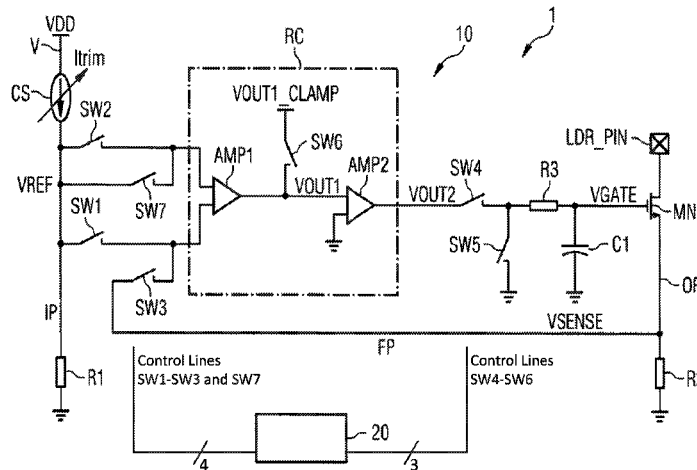 VDD
V
Itrim
CS
SW2
VREF
SW7
SW1
SW3
IP
R1
RC
VOUT1_CLAMP
SW6
AMP1
VOUT1
AMP2
10
1
VOUT2
SW4
SW5
R3
C1
VGATE
LDR_PIN
MN
OP
VSENSE
FP
R
Control Lines
SW1-SW3 and SW7
Control Lines
SW4-SW6
20
4
3